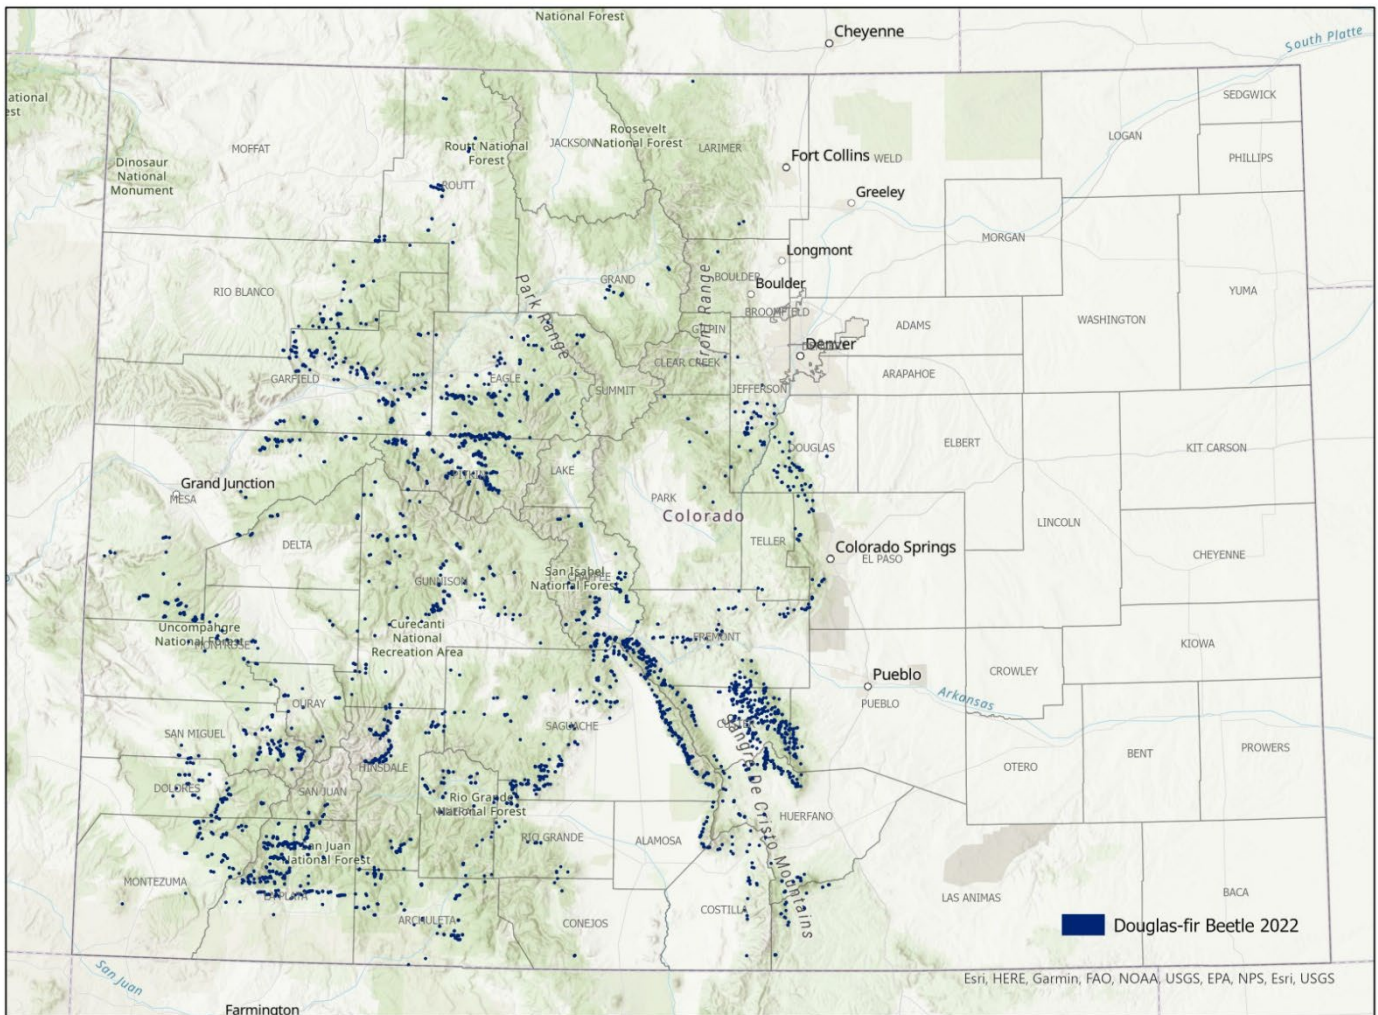 National Forest
Cheyenne
South Platte
ational
est
SEDGWICK
LOGAN
Roosevelt
National Forest
JACKSON
MOFFAT
Routt National
Forest
LARIMER
Dinosaur
National
Monument
Fort Collins
WELD
PHILLIPS
ROUTT
Greeley
MORGAN
Longmont
RIO BLANCO
GRAND
BOULDER
Boulder
YUMA
Park Range
BROOMFIELD
WASHINGTON
GILPIN
ADAMS
Denver
CLEAR CREEK
ARAPAHOE
GARFIELD
EAGLE
SUMMIT
JEFFERSON
DOUGLAS
ELBERT
KIT CARSON
PITKIN
LAKE
Grand Junction
MESA
PARK
Colorado
LINCOLN
DELTA
TELLER
Colorado Springs
EL PASO
CHEYENNE
GUNNISON
San Isabel
National Forest
CHAFFEE
Curecanti
National
Recreation Area
Uncompahgre
National Forest
MONTROSE
FREMONT
KIOWA
CROWLEY
Pueblo
PUEBLO
Arkansas
OURAY
SAN MIGUEL
SAGUACHE
CUSTER
Sangre De Cristo Mountains
BENT
PROWERS
OTERO
HINSDALE
DOLORES
SAN JUAN
Rio Grande
National Forest
HUERFANO
RIO GRANDE
ALAMOSA
San Juan
National Forest
MONTEZUMA
LA PLATA
LAS ANIMAS
BACA
ARCHULETA
CONEJOS
COSTILLA
Douglas-fir Beetle 2022
San Juan
Esri, HERE, Garmin, FAO, NOAA, USGS, EPA, NPS, Esri, USGS
Farmington